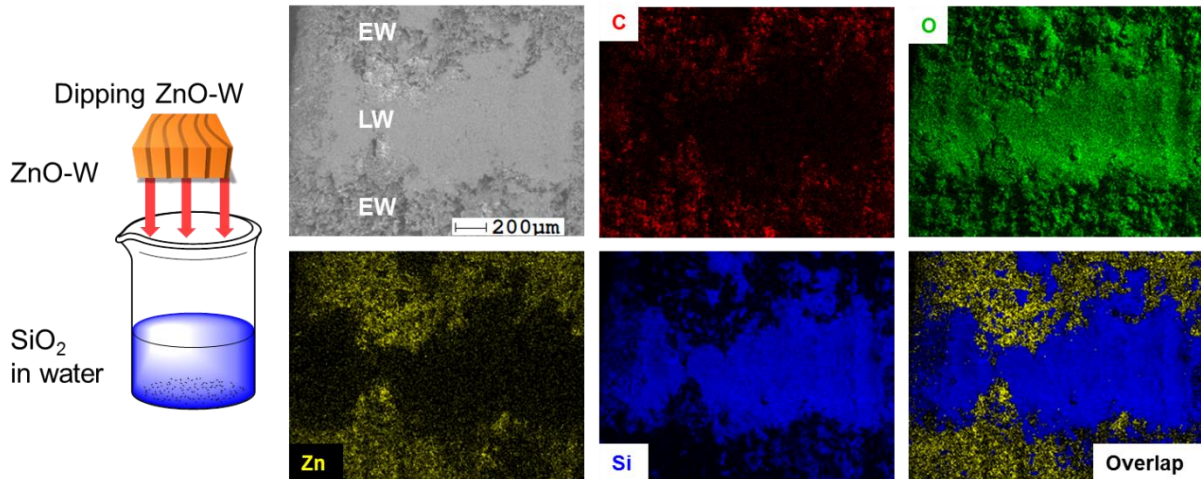 Dipping ZnO-W
ZnO-W
SiO₂
in water
EW
LW
EW
200µm
C
O
Zn
Si
Overlap